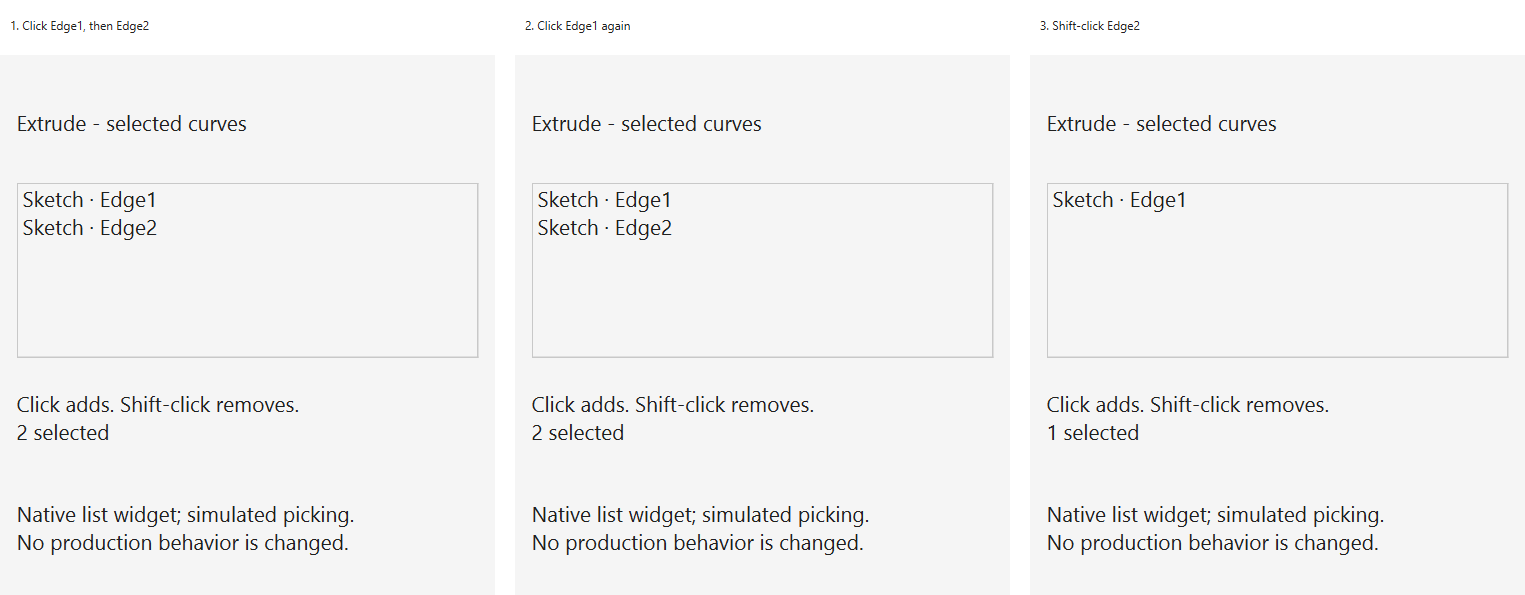 1. Click Edge1, then Edge2
Extrude - selected curves
Sketch · Edge1
Sketch · Edge2
Click adds. Shift-click removes.
2 selected
Native list widget; simulated picking.
No production behavior is changed.
2. Click Edge1 again
Extrude - selected curves
Sketch · Edge1
Sketch · Edge2
Click adds. Shift-click removes.
2 selected
Native list widget; simulated picking.
No production behavior is changed.
3. Shift-click Edge2
Extrude - selected curves
Sketch · Edge1
Click adds. Shift-click removes.
1 selected
Native list widget; simulated picking.
No production behavior is changed.